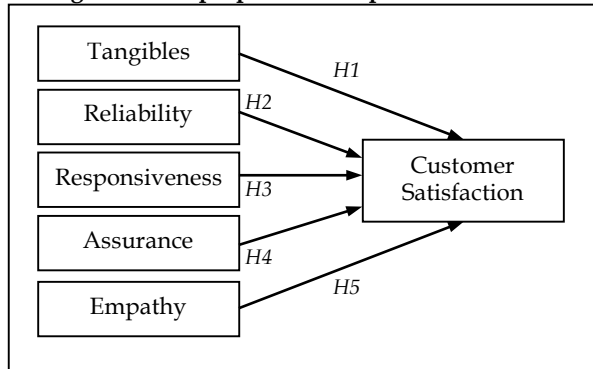 Tangibles
H1
Reliability
H2
Responsiveness
H3
Customer
Satisfaction
Assurance
H4
Empathy
H5